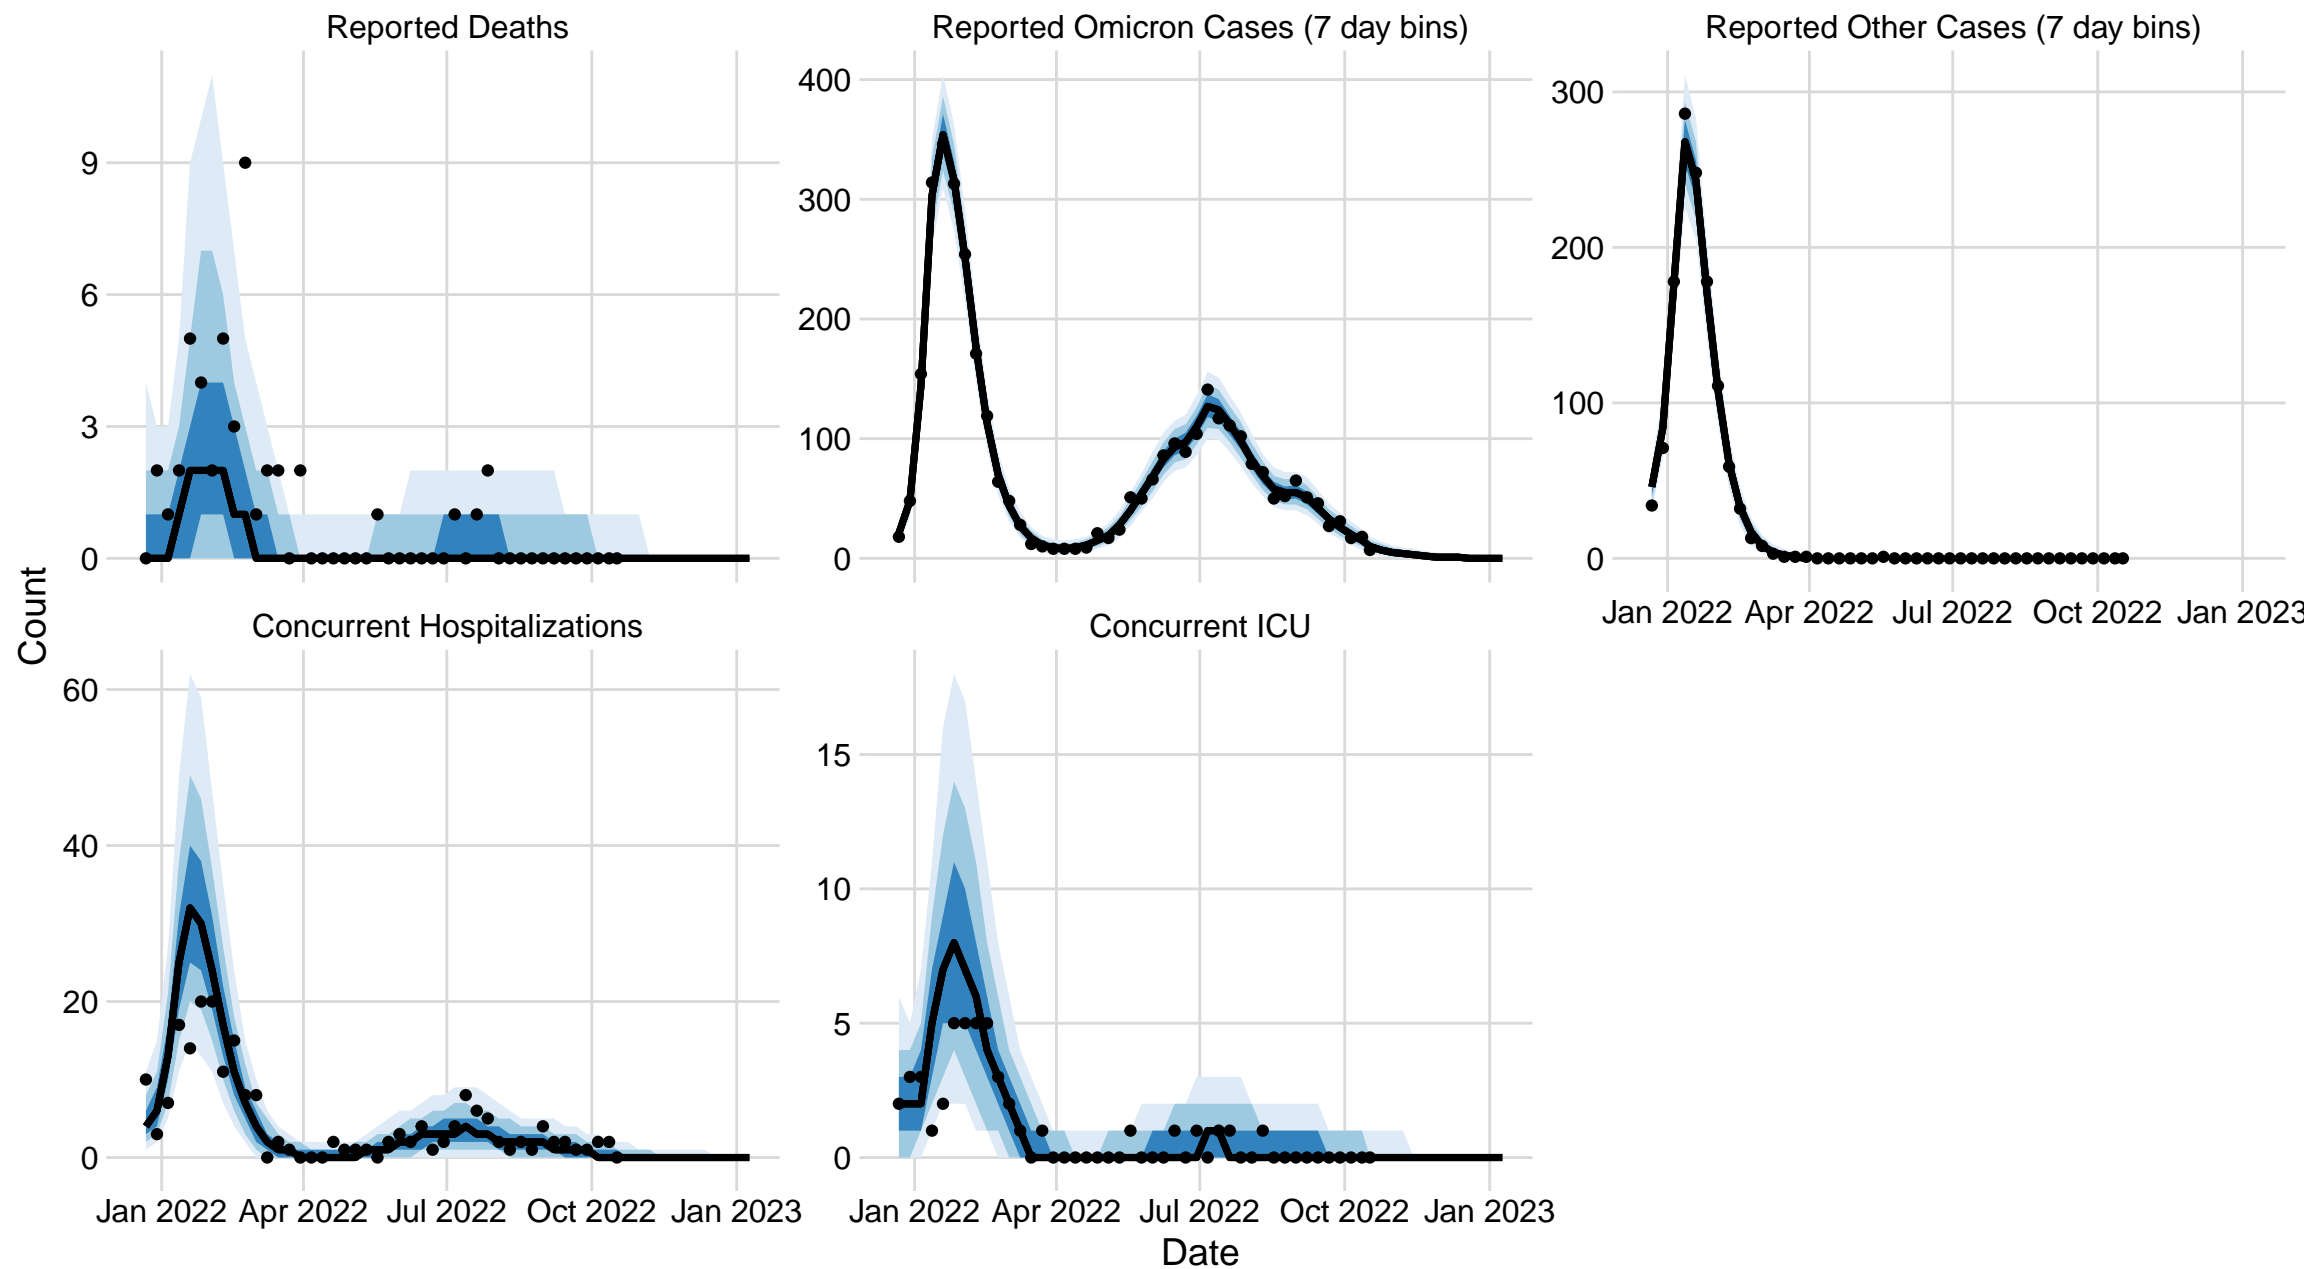 Reported Deaths
Reported Omicron Cases (7 day bins)
Reported Other Cases (7 day bins)
9
6
3
0
400
300
200
100
0
300
200
100
0
Jan 2022 Apr 2022 Jul 2022 Oct 2022 Jan 2023
Count
Concurrent Hospitalizations
Concurrent ICU
60
40
20
0
15
10
5
0
Jan 2022 Apr 2022 Jul 2022 Oct 2022 Jan 2023
Jan 2022 Apr 2022 Jul 2022 Oct 2022 Jan 2023
Date